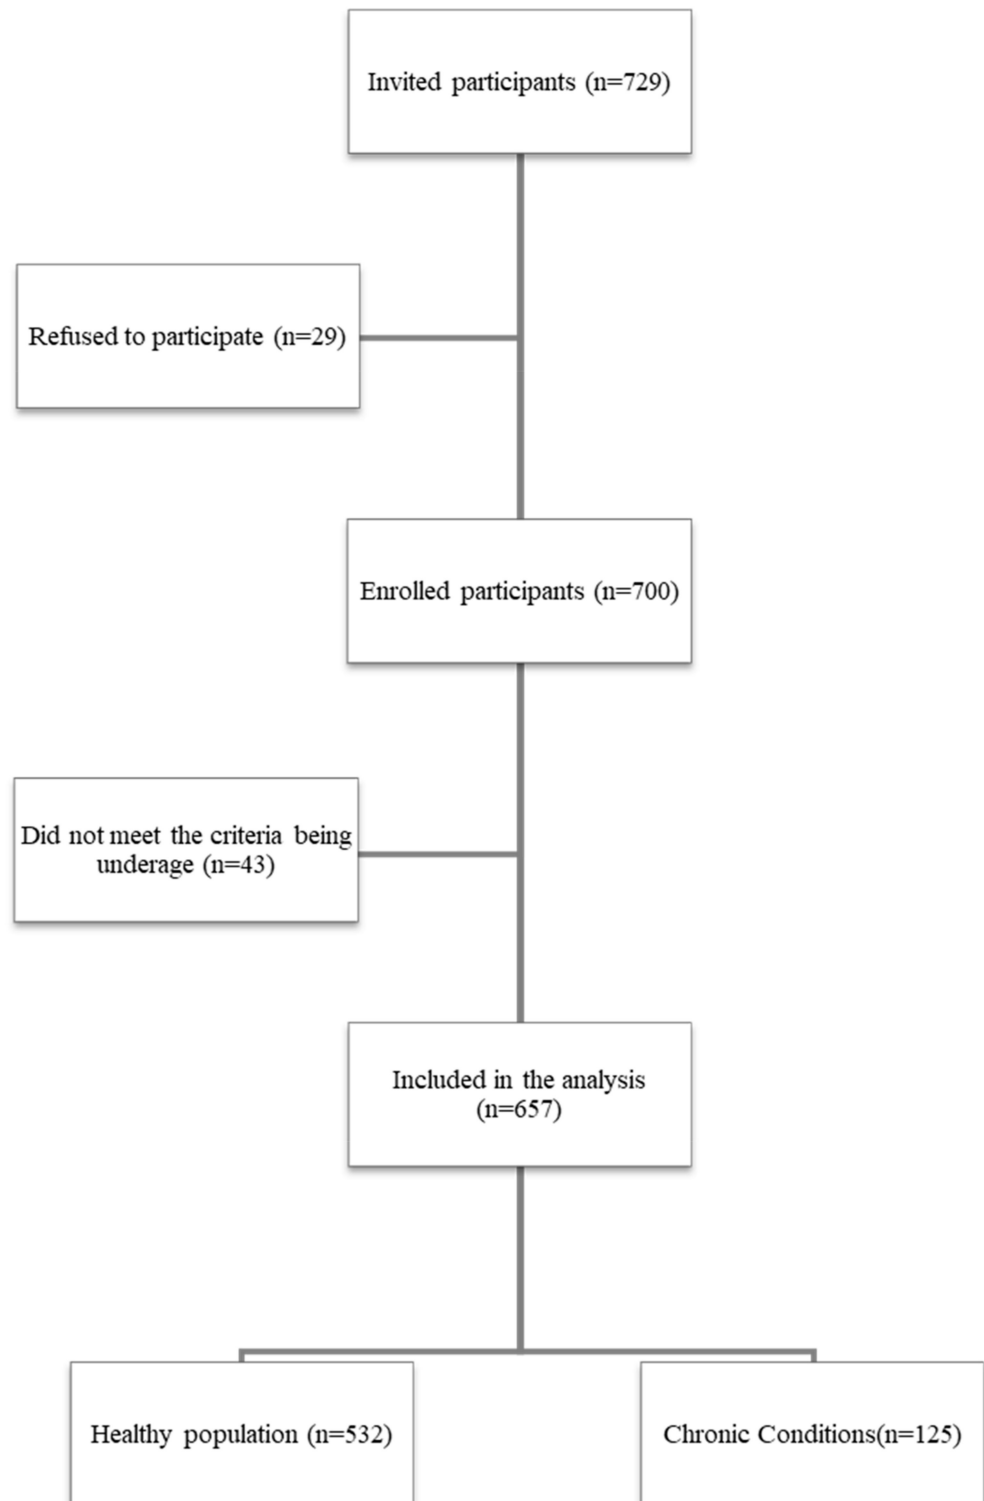 Invited participants (n=729)
Refused to participate (n=29)
Enrolled participants (n=700)
Did not meet the criteria being
underage (n=43)
Included in the analysis
(n=657)
Healthy population (n=532)
Chronic Conditions(n=125)